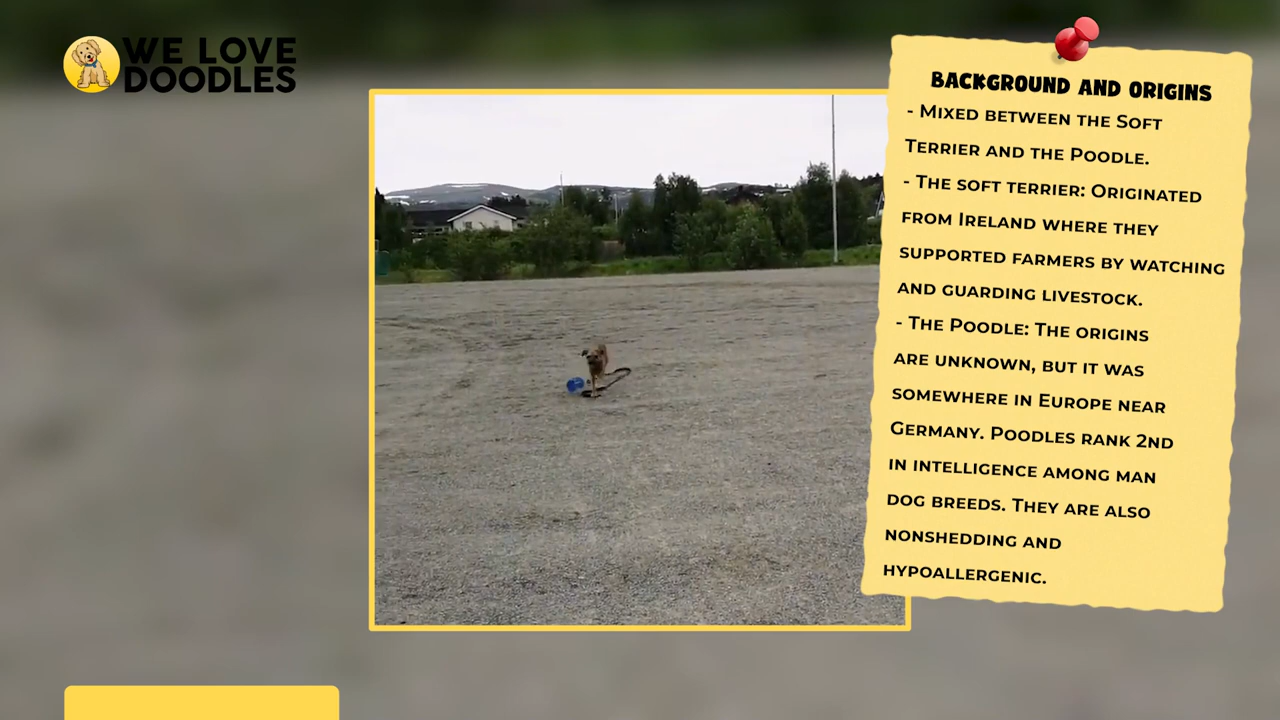 WE LOVE
DOODLES
BACKGROUND AND ORIGINS
- MIXED BETWEEN THE SOFT
TERRIER AND THE POODLE.
- THE SOFT TERRIER: ORIGINATED
FROM IRELAND WHERE THEY
SUPPORTED FARMERS BY WATCHING
AND GUARDING LIVESTOCK.
- THE POODLE: THE ORIGINS
ARE UNKNOWN, BUT IT WAS
SOMEWHERE IN EUROPE NEAR
GERMANY. POODLES RANK 2ND
IN INTELLIGENCE AMONG MAN
DOG BREEDS. THEY ARE ALSO
NONSHEDDING AND
HYPOALLERGENIC.